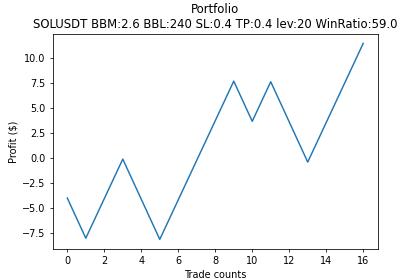 Portfolio
SOLUSDT BBM:2.6 BBL:240 SL:0.4 TP:0.4 lev:20 WinRatio:59.0
10.0
7.5
5.0
2.5
0.0
−2.5
−5.0
−7.5
Profit ($)
0 2 4 6 8 10 12 14 16
Trade counts